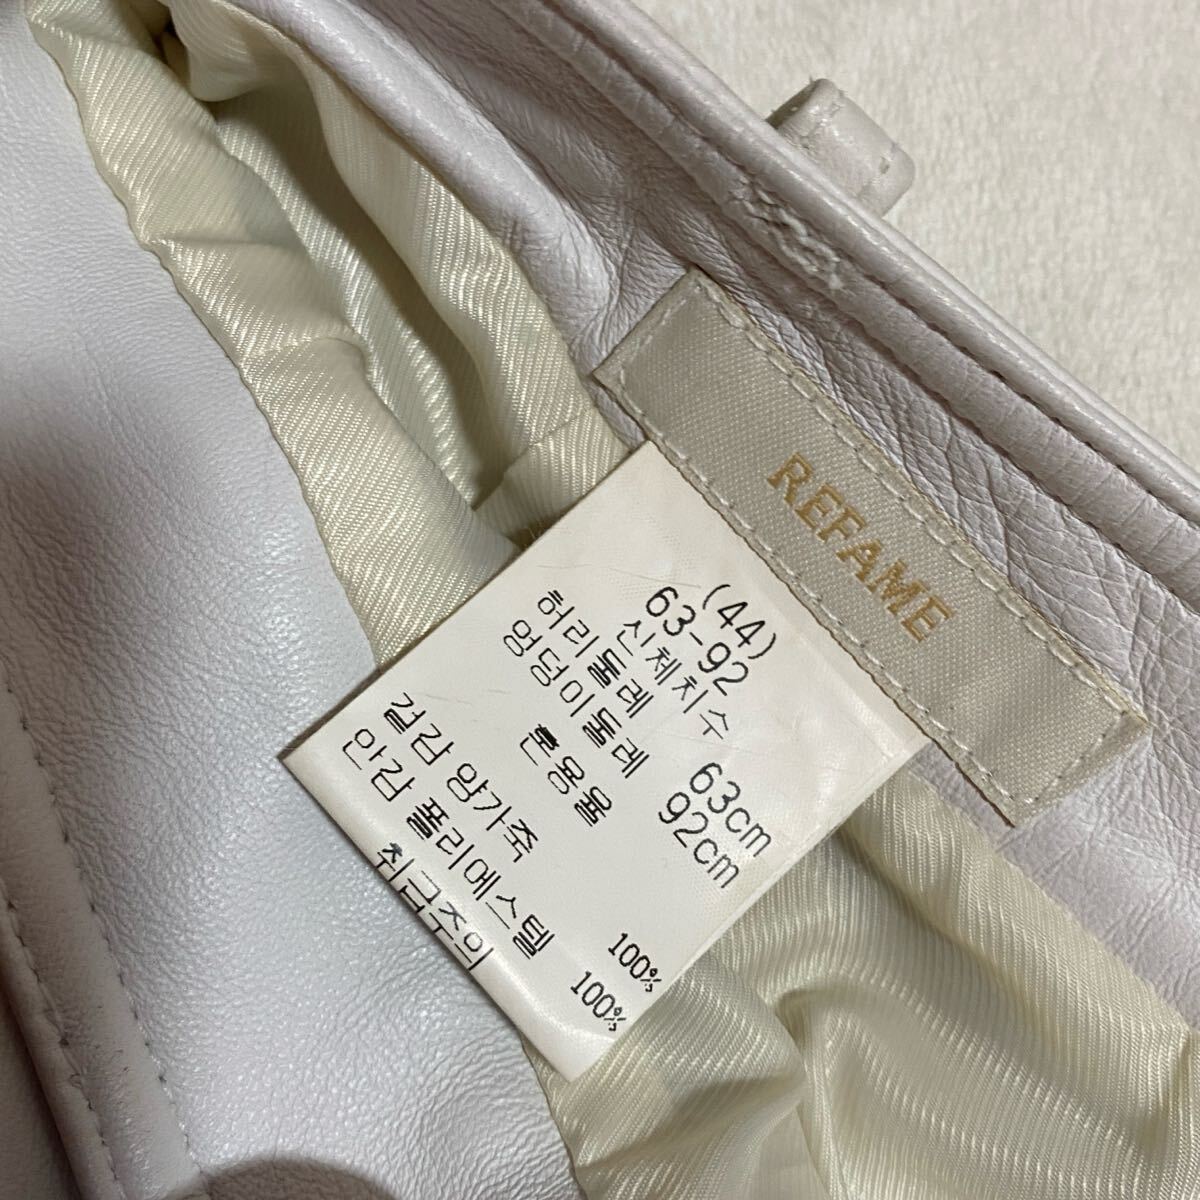 REFAME
(44)
63-92
신체치수
허리둘레 63cm
엉덩이둘레 92cm
혼용율
겉감 양가죽 100%
안감 폴리에스텔 100%
취급주의